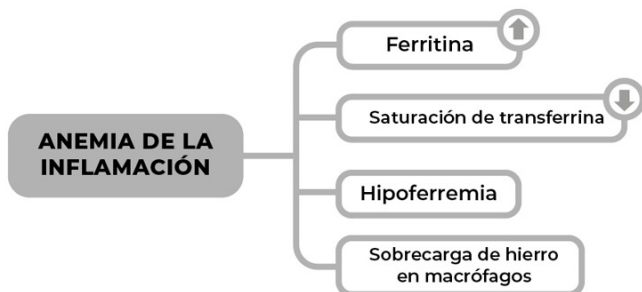 ANEMIA DE LA
INFLAMACIÓN
Ferritina
Saturación de transferrina
Hipoferremia
Sobrecarga de hierro
en macrófagos